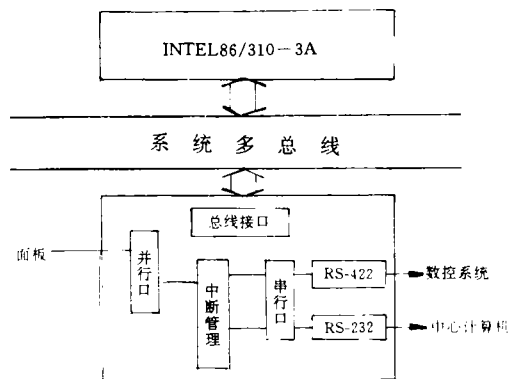 INTEL86/310-3A
系统多总线
总线接口
面板
并行口
中断管理
串行口
RS-422
数控系统
RS-232
中心计算机